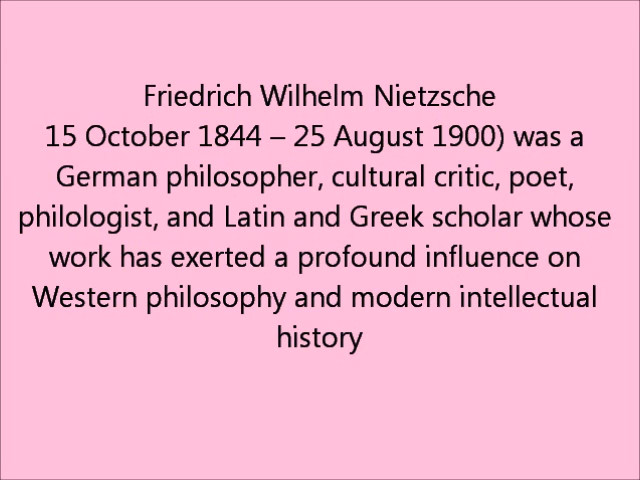 Friedrich Wilhelm Nietzsche
15 October 1844 – 25 August 1900) was a
German philosopher, cultural critic, poet,
philologist, and Latin and Greek scholar whose
work has exerted a profound influence on
Western philosophy and modern intellectual
history